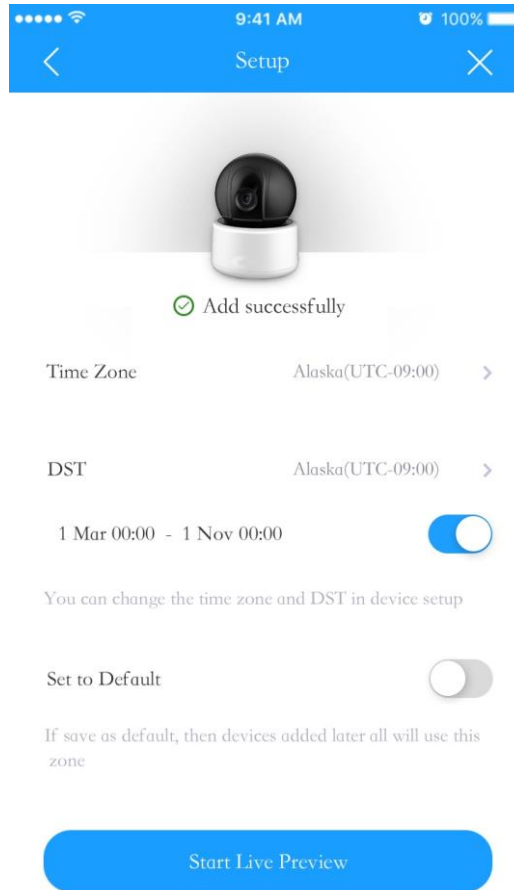 9:41 AM
100%
Setup
Add successfully
Time Zone
Alaska(UTC-09:00)
DST
Alaska(UTC-09:00)
1 Mar 00:00 - 1 Nov 00:00
You can change the time zone and DST in device setup
Set to Default
If save as default, then devices added later all will use this
zone
Start Live Preview